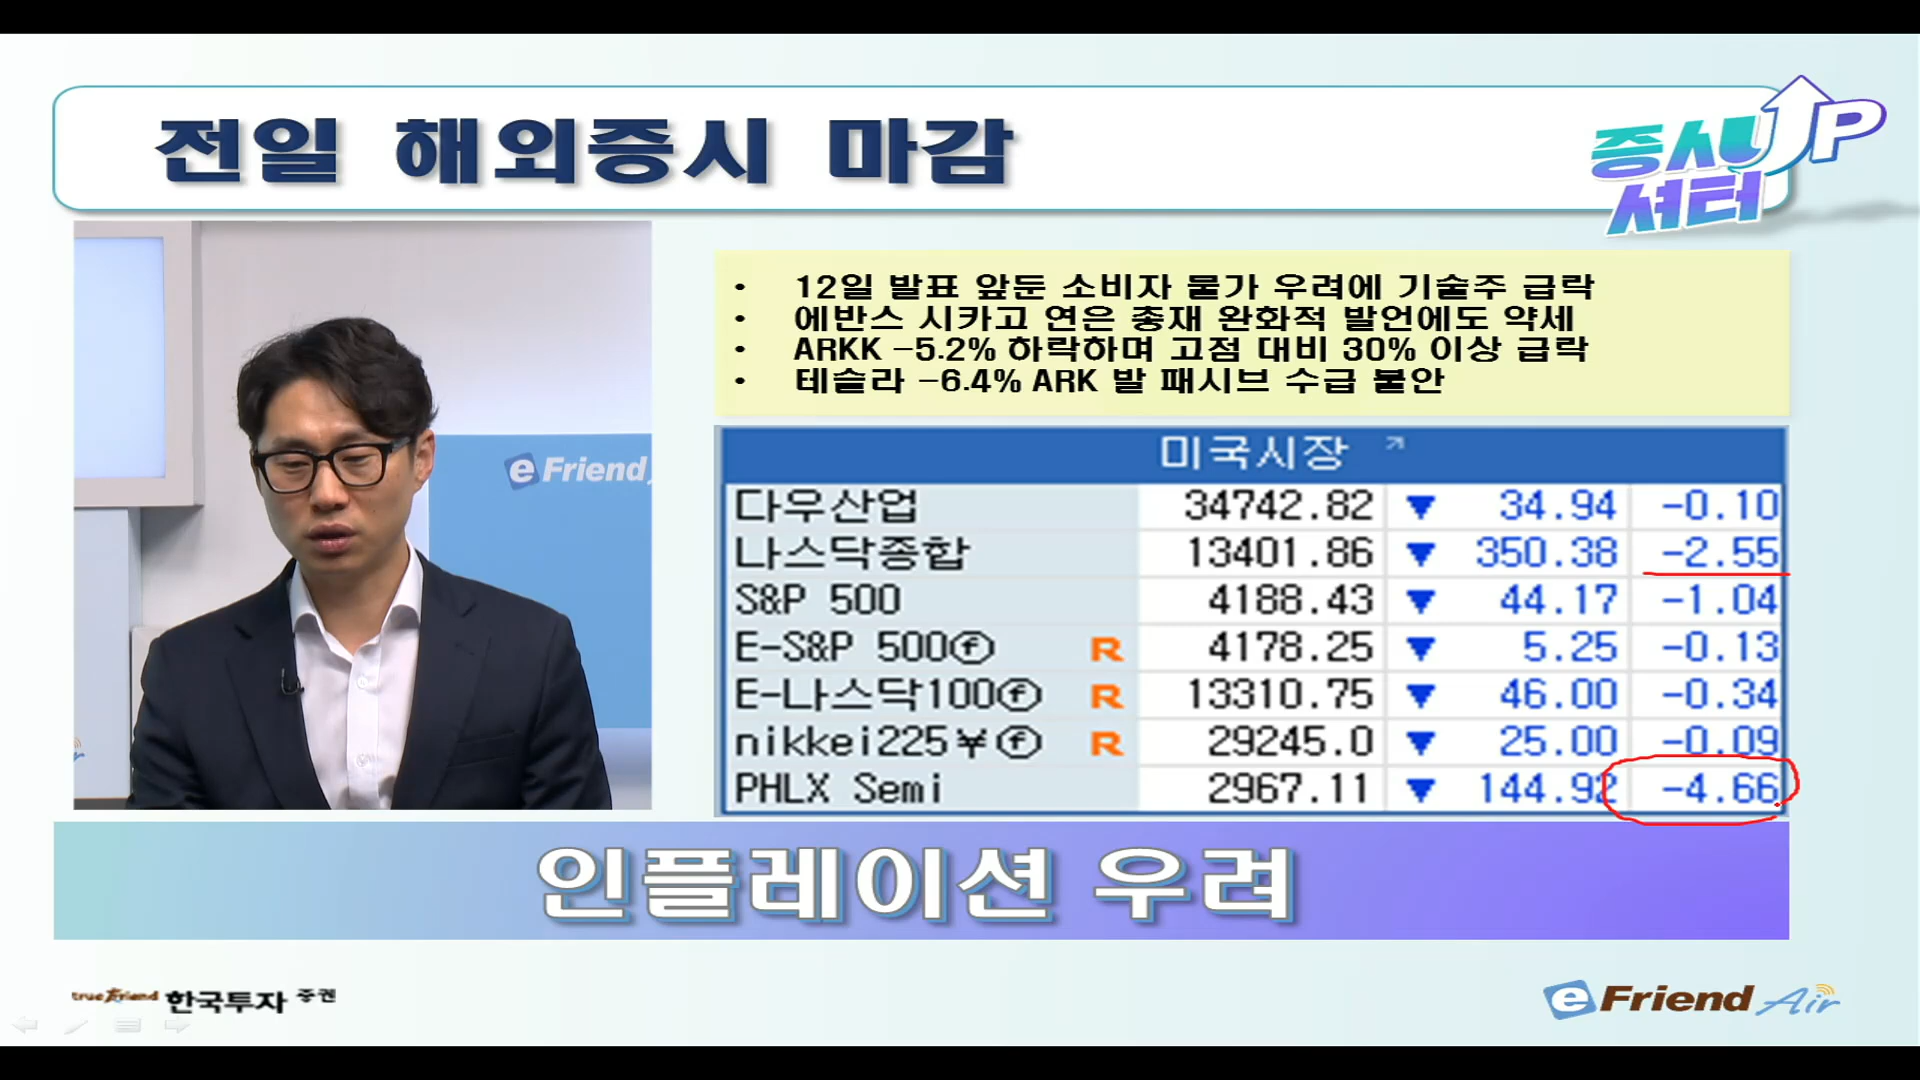 전일 해외증시 마감
증시UP
셔터
• 12일 발표 앞둔 소비자 물가 우려에 기술주 급락
• 에반스 시카고 연은 총재 완화적 발언에도 약세
• ARKK -5.2% 하락하며 고점 대비 30% 이상 급락
• 테슬라 -6.4% ARK 발 패시브 수급 불안
e Friend
미국시장
다우산업 34742.82 ▼ 34.94 -0.10
나스닥종합 13401.86 ▼ 350.38 -2.55
S&P 500 4188.43 ▼ 44.17 -1.04
E-S&P 500ⓕ R 4178.25 ▼ 5.25 -0.13
E-나스닥100ⓕ R 13310.75 ▼ 46.00 -0.34
nikkei225¥ⓕ R 29245.0 ▼ 25.00 -0.09
PHLX Semi 2967.11 ▼ 144.92 -4.66
인플레이션 우려
true Friend 한국투자증권
e Friend Air